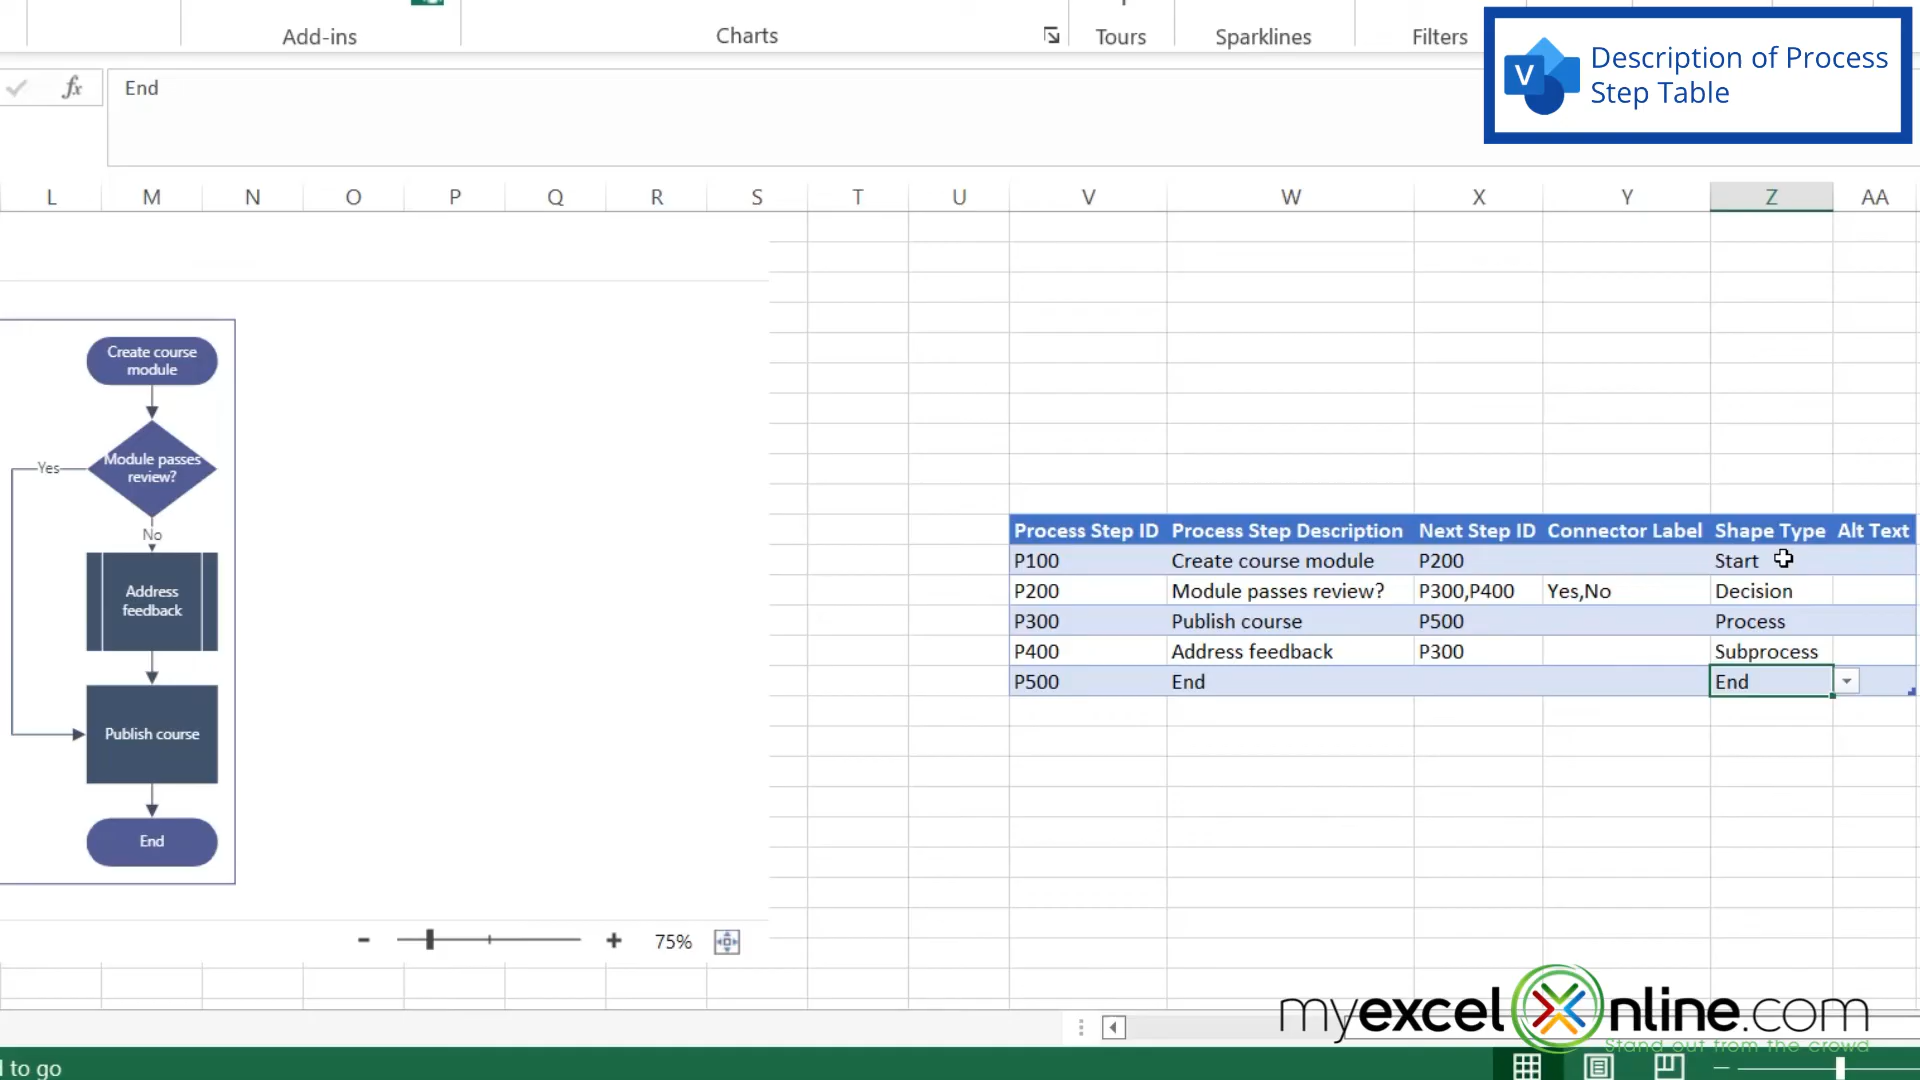 Add-ins
Charts
Tours
Sparklines
Filters
V
Description of Process
Step Table
fx
End
L M N O P Q R S T U V W X Y Z AA
Create course
module
Module passes
review?
Yes
No
Address
feedback
Publish course
End
75%
Process Step ID Process Step Description Next Step ID Connector Label Shape Type Alt Text
P100 Create course module P200 Start
P200 Module passes review? P300,P400 Yes,No Decision
P300 Publish course P500 Process
P400 Address feedback P300 Subprocess
P500 End End
myexcelonline.com
Stand out from the crowd
to go